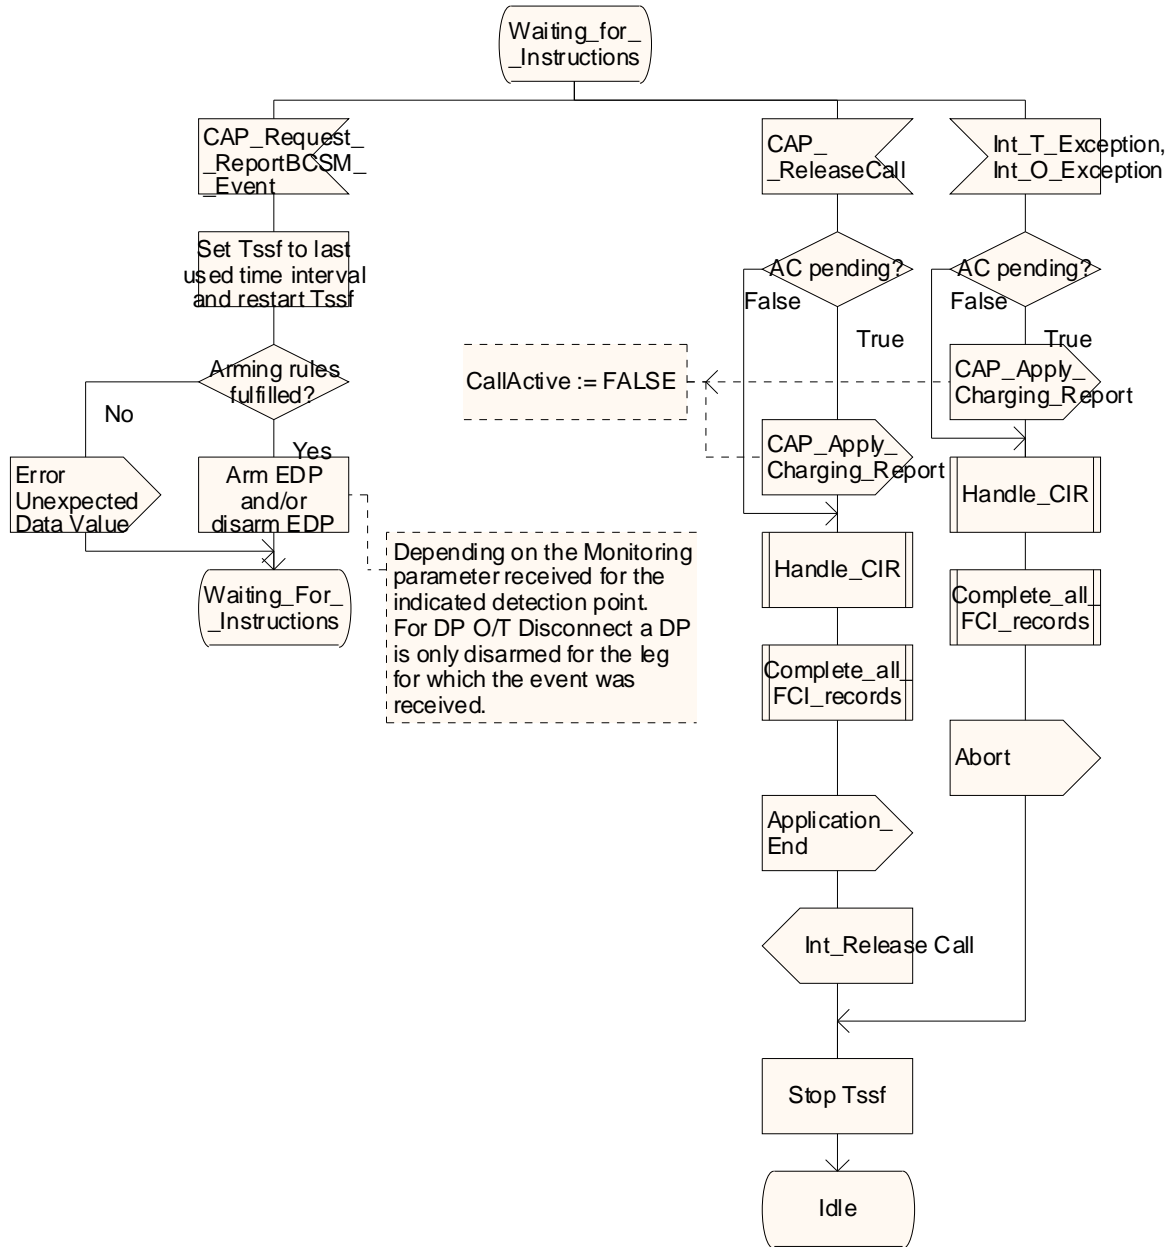 Waiting_for_
_Instructions
CAP_Request_
_ReportBCSM_
_Event
CAP_
_ReleaseCall
Int_T_Exception,
Int_O_Exception
Set Tssf to last
used time interval
and restart Tssf
AC pending?
AC pending?
False
False
True
True
Arming rules
fulfilled?
CallActive := FALSE
CAP_Apply_
Charging_Report
No
Yes
CAP_Apply_
Charging_Report
Error
Unexpected
Data Value
Arm EDP
and/or
disarm EDP
Handle_CIR
Depending on the Monitoring
parameter received for the
indicated detection point.
For DP O/T Disconnect a DP
is only disarmed for the leg
for which the event was
received.
Handle_CIR
Waiting_For_
_Instructions
Complete_all_
FCI_records
Complete_all_
FCI_records
Abort
Application_
End
Int_Release Call
Stop Tssf
Idle